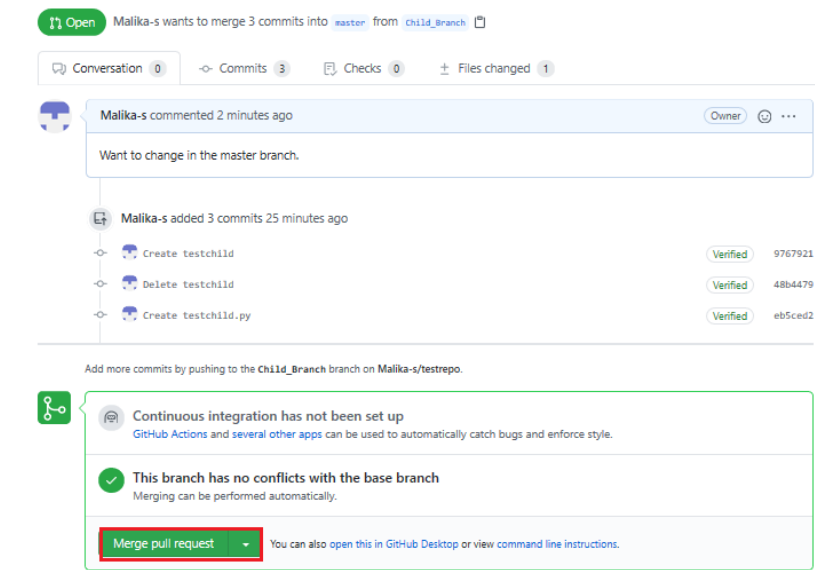 Open Malika-s wants to merge 3 commits into master from Child_Branch
Conversation 0 Commits 3 Checks 0 Files changed 1
Malika-s commented 2 minutes ago Owner ...
Want to change in the master branch.
Malika-s added 3 commits 25 minutes ago
Create testchild Verified 9767921
Delete testchild Verified 48b4479
Create testchild.py Verified eb5ced2
Add more commits by pushing to the Child_Branch branch on Malika-s/testrepo.
Continuous integration has not been set up
GitHub Actions and several other apps can be used to automatically catch bugs and enforce style.
This branch has no conflicts with the base branch
Merging can be performed automatically.
Merge pull request You can also open this in GitHub Desktop or view command line instructions.